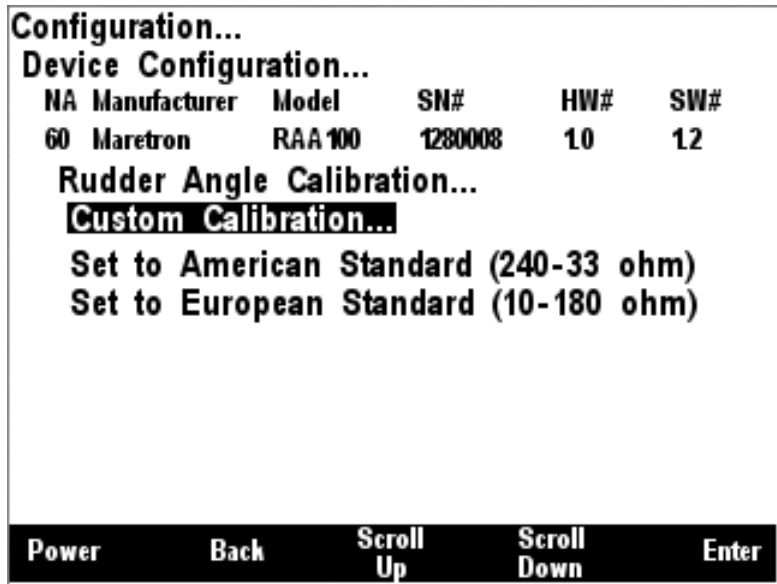 Configuration...
Device Configuration...
NA Manufacturer Model SN# HW# SW#
60 Maretron RAA100 1280008 1.0 1.2
Rudder Angle Calibration...
Custom Calibration...
Set to American Standard (240-33 ohm)
Set to European Standard (10-180 ohm)
Power Back Scroll Up Scroll Down Enter